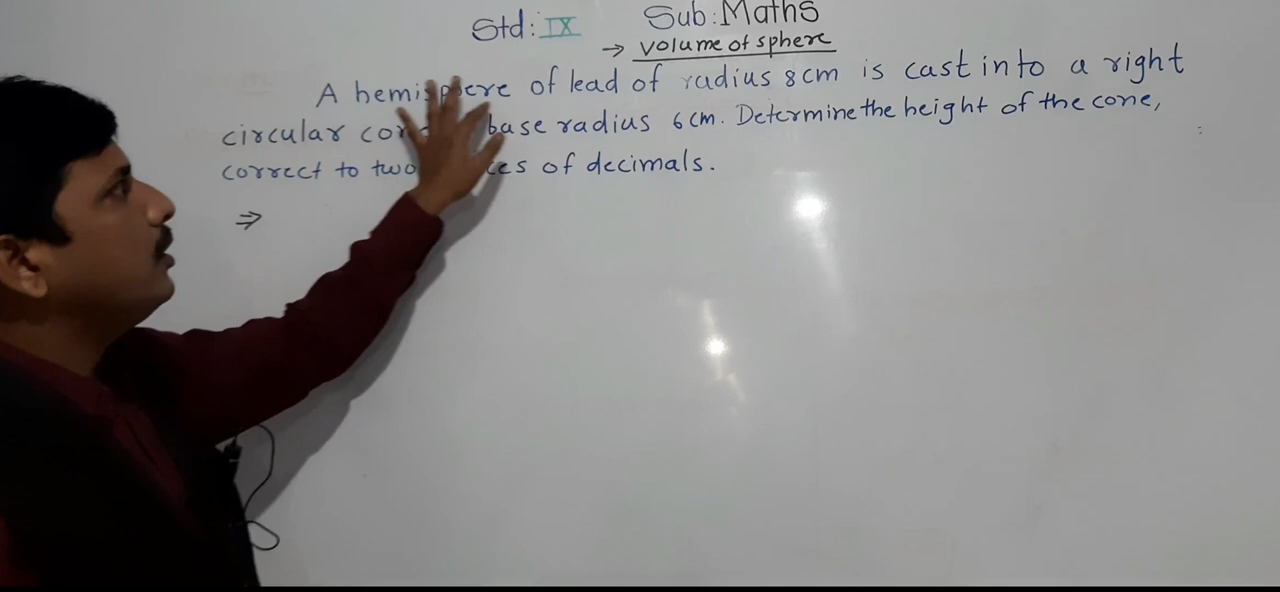 Std: IX Sub: Maths
→ volume of sphere
A hemisphere of lead of radius 8cm is cast into a right
circular base radius 6cm. Determine the height of the cone,
correct to two of decimals.
⇒